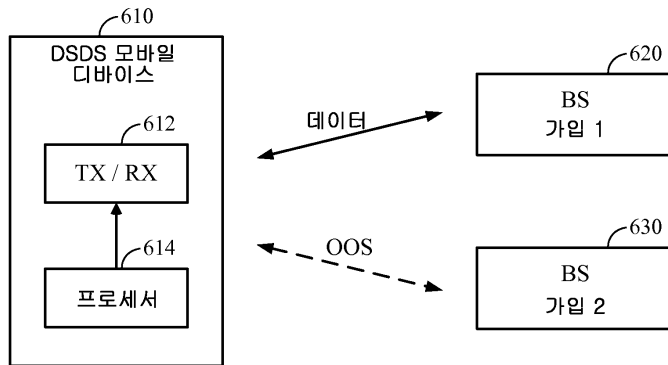 610
DSDS 모바일
디바이스
612
TX / RX
614
프로세서
데이터
OOS
620
BS
가입 1
630
BS
가입 2